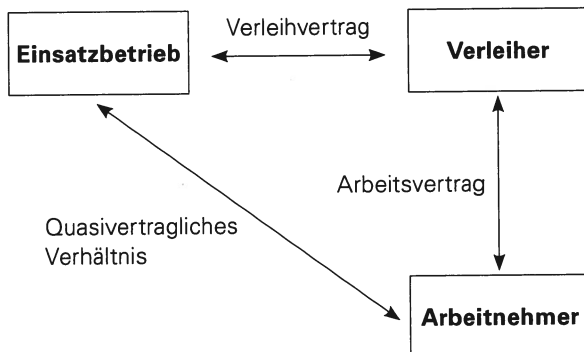 Verleihvertrag
Einsatzbetrieb
Verleiher
Arbeitsvertrag
Quasivertragliches
Verhältnis
Arbeitnehmer